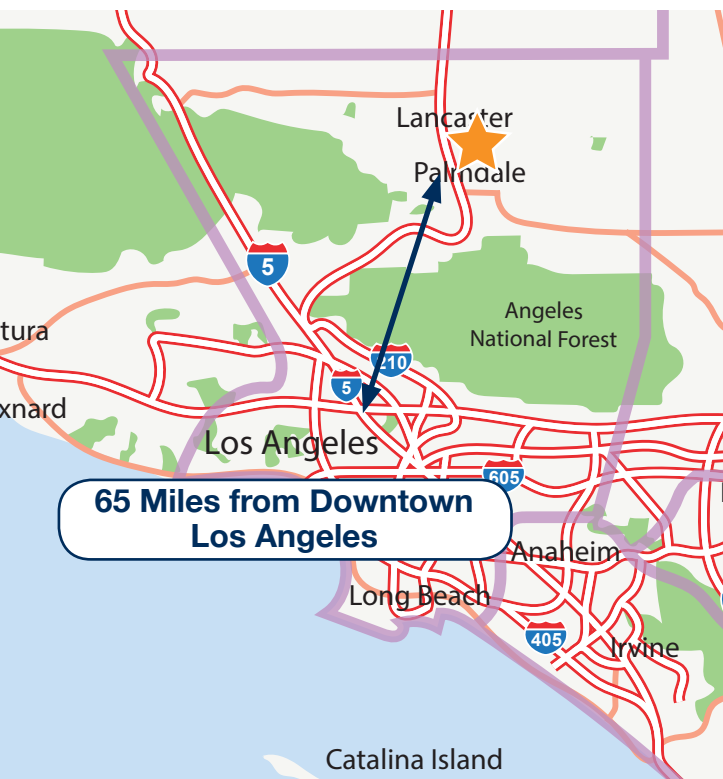 Lancaster
Palmdale
5
Angeles
National Forest
tura
210
5
xnard
Los Angeles
605
65 Miles from Downtown
Los Angeles
Anaheim
Long Beach
405
Irvine
Catalina Island